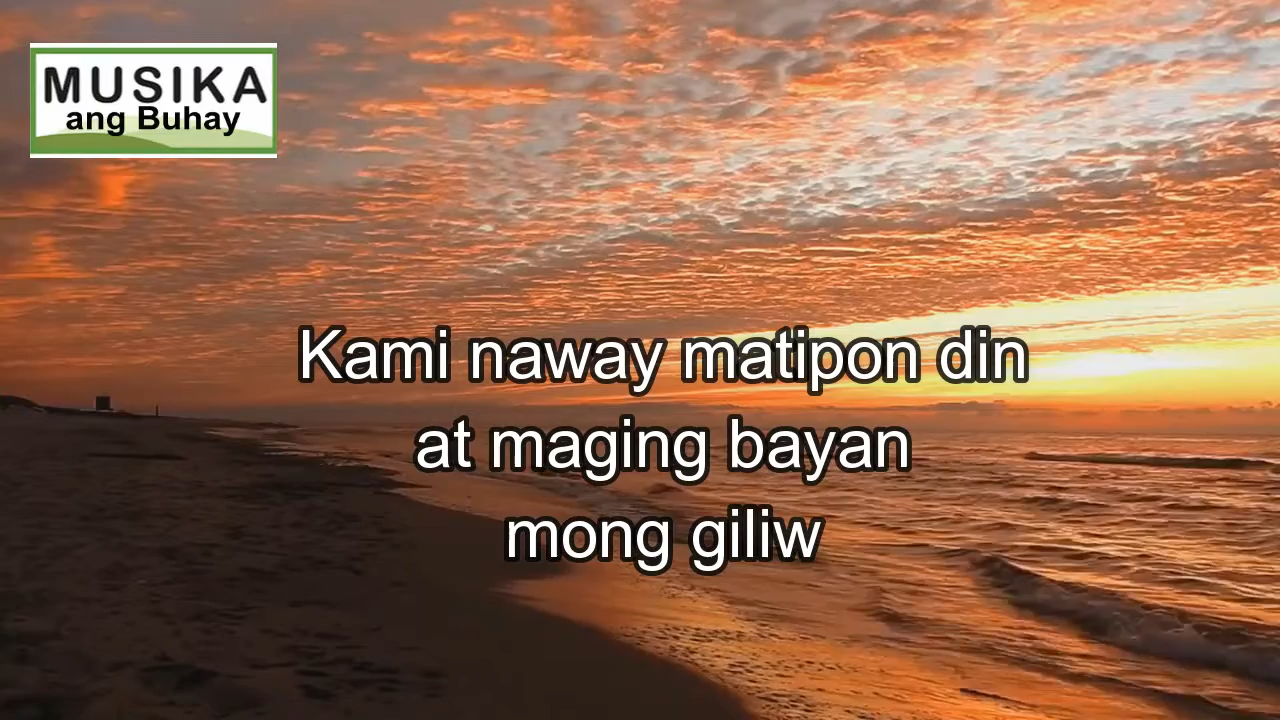 MUSIKA
ang Buhay
Kami naway matipon din
at maging bayan
mong giliw